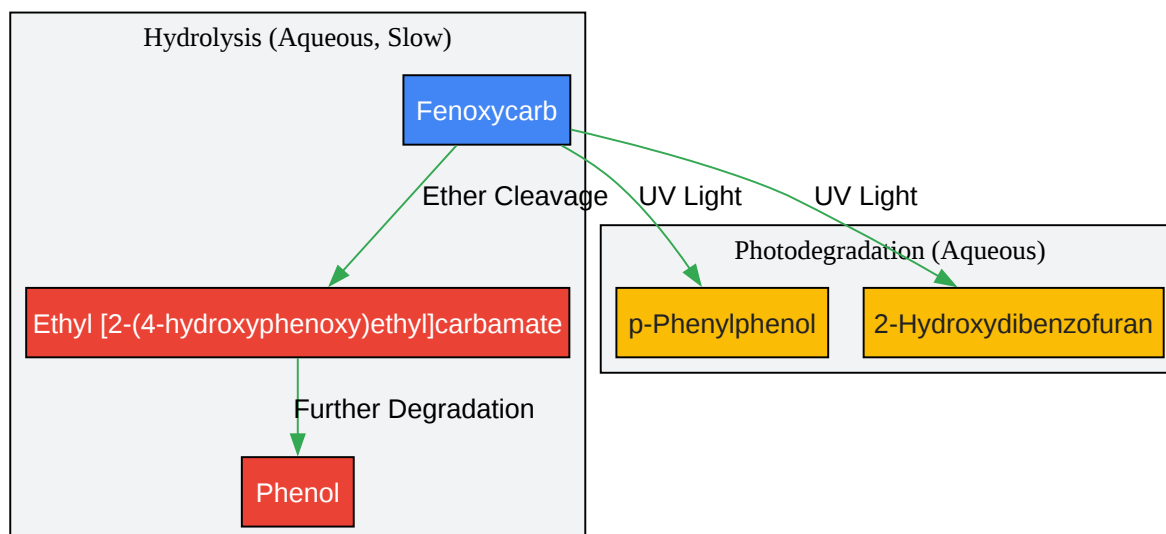 Hydrolysis (Aqueous, Slow)
Fenoxycarb
Ether Cleavage
UV Light
UV Light
Photodegradation (Aqueous)
Ethyl [2-(4-hydroxyphenoxy)ethyl]carbamate
p-Phenylphenol
2-Hydroxydibenzofuran
Further Degradation
Phenol